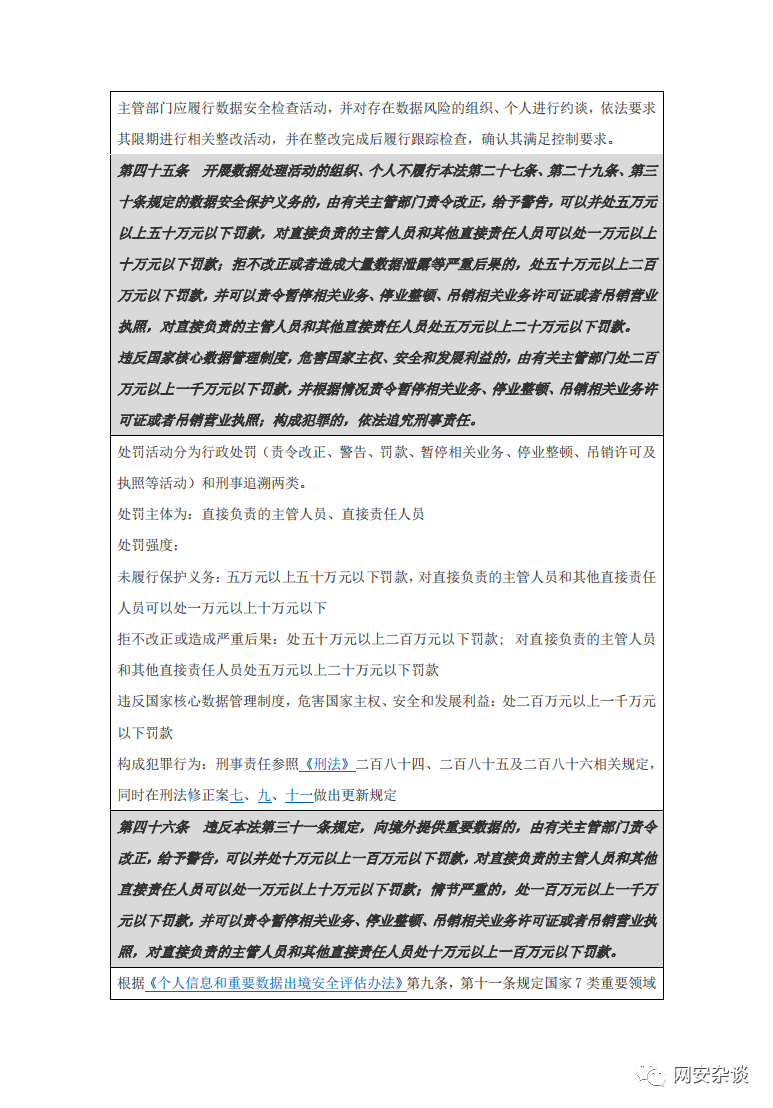 主管部门应履行数据安全检查活动，并对存在数据风险的组织、个人进行约谈，依法要求
其限期进行相关整改活动，并在整改完成后履行跟踪检查，确认其满足控制要求。
第四十五条　开展数据处理活动的组织、个人不履行本法第二十七条、第二十九条、第三
十条规定的数据安全保护义务的，由有关主管部门责令改正，给予警告，可以并处五万元
以上五十万元以下罚款，对直接负责的主管人员和其他直接责任人员可以处一万元以上
十万元以下罚款；拒不改正或者造成大量数据泄露等严重后果的，处五十万元以上二百
万元以下罚款，并可以责令暂停相关业务、停业整顿、吊销相关业务许可证或者吊销营业
执照，对直接负责的主管人员和其他直接责任人员处五万元以上二十万元以下罚款。
违反国家核心数据管理制度，危害国家主权、安全和发展利益的，由有关主管部门处二百
万元以上一千万元以下罚款，并根据情况责令暂停相关业务、停业整顿、吊销相关业务许
可证或者吊销营业执照；构成犯罪的，依法追究刑事责任。
处罚活动分为行政处罚（责令改正、警告、罚款、暂停相关业务、停业整顿、吊销许可及
执照等活动）和刑事追溯两类。
处罚主体为：直接负责的主管人员、直接责任人员
处罚强度：
未履行保护义务：五万元以上五十万元以下罚款，对直接负责的主管人员和其他直接责任
人员可以处一万元以上十万元以下
拒不改正或造成严重后果：处五十万元以上二百万元以下罚款; 对直接负责的主管人员
和其他直接责任人员处五万元以上二十万元以下罚款
违反国家核心数据管理制度，危害国家主权、安全和发展利益：处二百万元以上一千万元
以下罚款
构成犯罪行为：刑事责任参照《刑法》二百八十四、二百八十五及二百八十六相关规定，
同时在刑法修正案七、九、十一做出更新规定
第四十六条　违反本法第三十一条规定，向境外提供重要数据的，由有关主管部门责令
改正，给予警告，可以并处十万元以上一百万元以下罚款，对直接负责的主管人员和其他
直接责任人员可以处一万元以上十万元以下罚款；情节严重的，处一百万元以上一千万
元以下罚款，并可以责令暂停相关业务、停业整顿、吊销相关业务许可证或者吊销营业执
照，对直接负责的主管人员和其他直接责任人员处十万元以上一百万元以下罚款。
根据《个人信息和重要数据出境安全评估办法》第九条，第十一条规定国家 7 类重要领域
网安杂谈